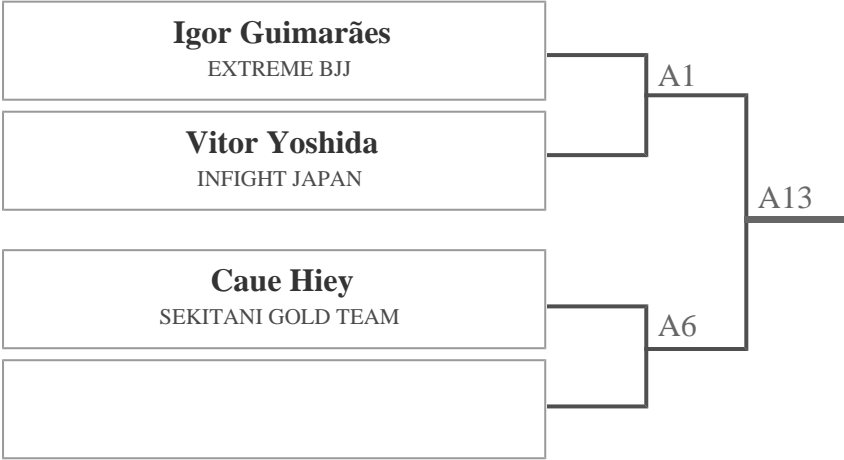 Igor Guimarães
EXTREME BJJ
A1
Vitor Yoshida
INFIGHT JAPAN
A13
Caue Hiey
SEKITANI GOLD TEAM
A6